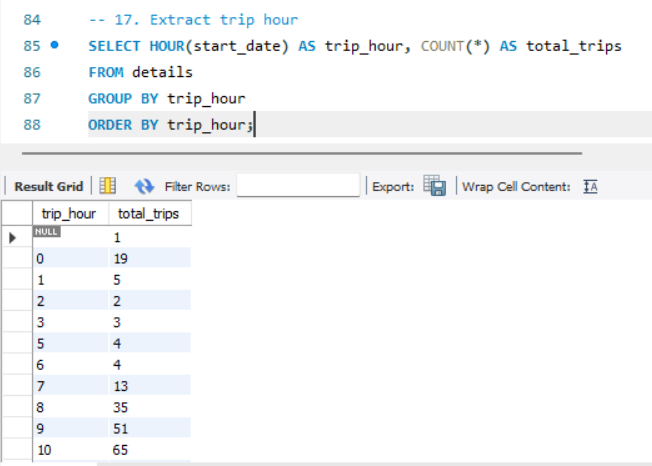 84 -- 17. Extract trip hour
85 SELECT HOUR(start_date) AS trip_hour, COUNT(*) AS total_trips
86 FROM details
87 GROUP BY trip_hour
88 ORDER BY trip_hour;
Result Grid Filter Rows: Export: Wrap Cell Content: IA
trip_hour total_trips
NULL 1
0 19
1 5
2 2
3 3
5 4
6 4
7 13
8 35
9 51
10 65